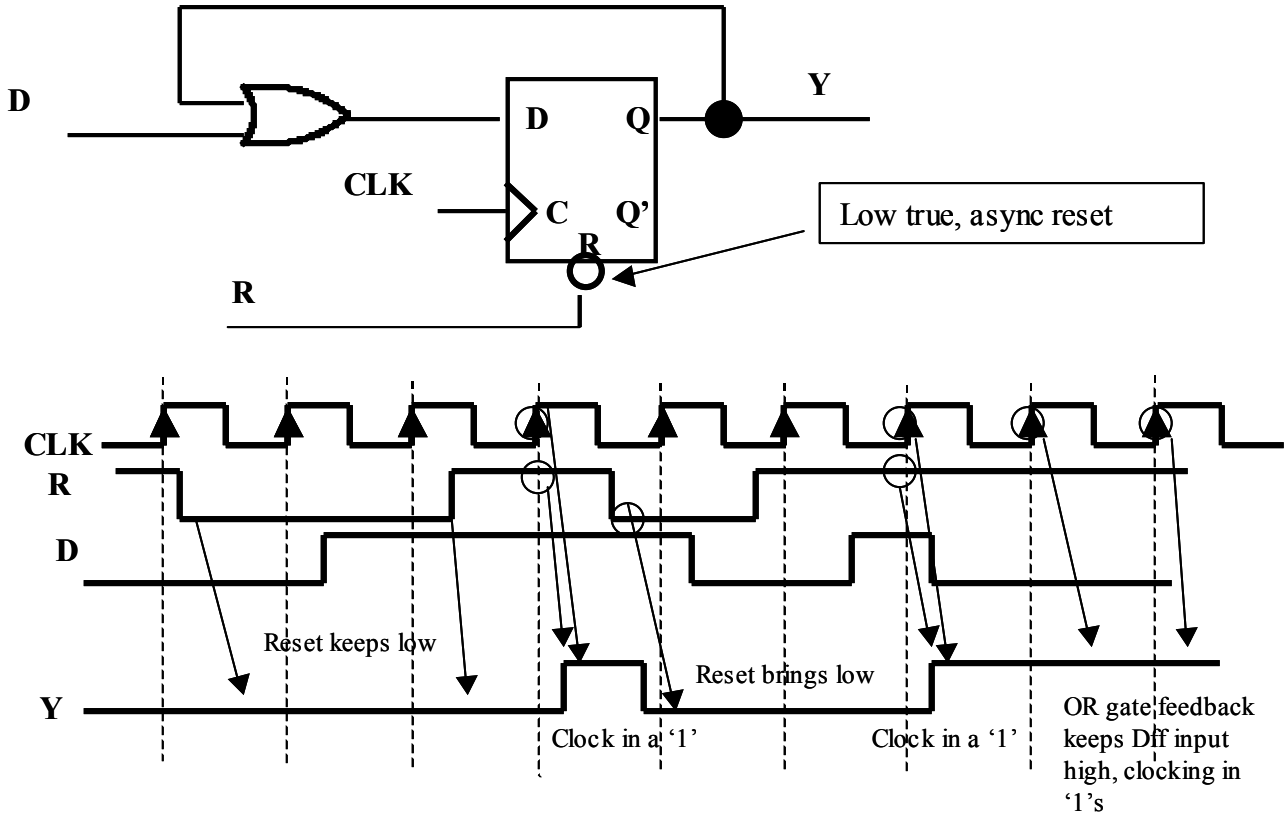 D
Y
D Q
CLK
C Q’
R
Low true, async reset
R
CLK
R
D
Reset keeps low
Reset brings low
Y
Clock in a ‘1’
Clock in a ‘1’
OR gate feedback
keeps Dff input
high, clocking in
‘1’s